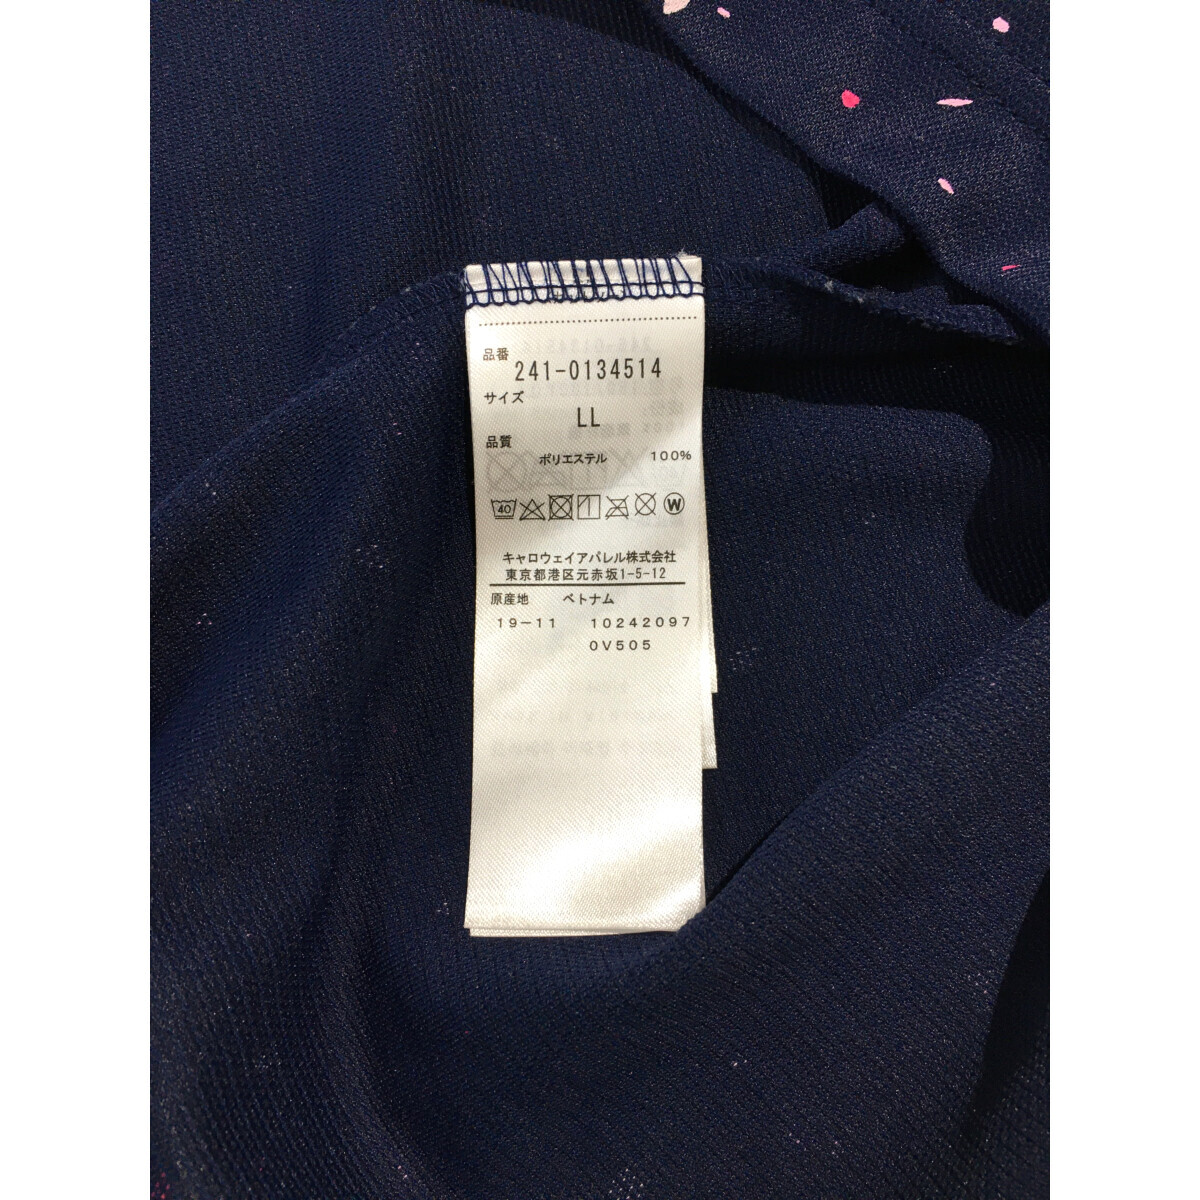 品番
241-0134514
サイズ
LL
品質
ポリエステル 100%
40 W
キャロウェイアパレル株式会社
東京都港区元赤坂1-5-12
原産地 ベトナム
19-11 10242097
0V505